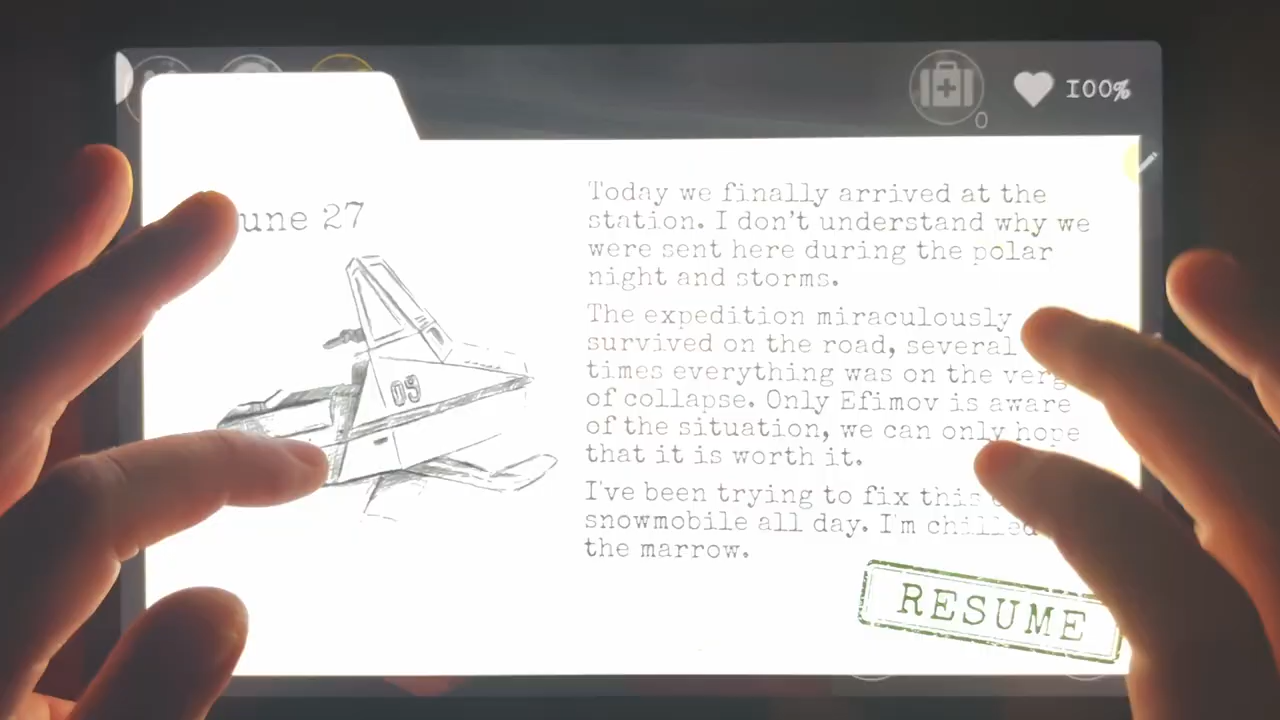 100%
0
une 27
09
Today we finally arrived at the
station. I don't understand why we
were sent here during the polar
night and storms.
The expedition miraculously
survived on the road, several
times everything was on the verg
of collapse. Only Efimov is aware
of the situation, we can only hope
that it is worth it.
I've been trying to fix this
snowmobile all day. I'm chilled
the marrow.
RESUME